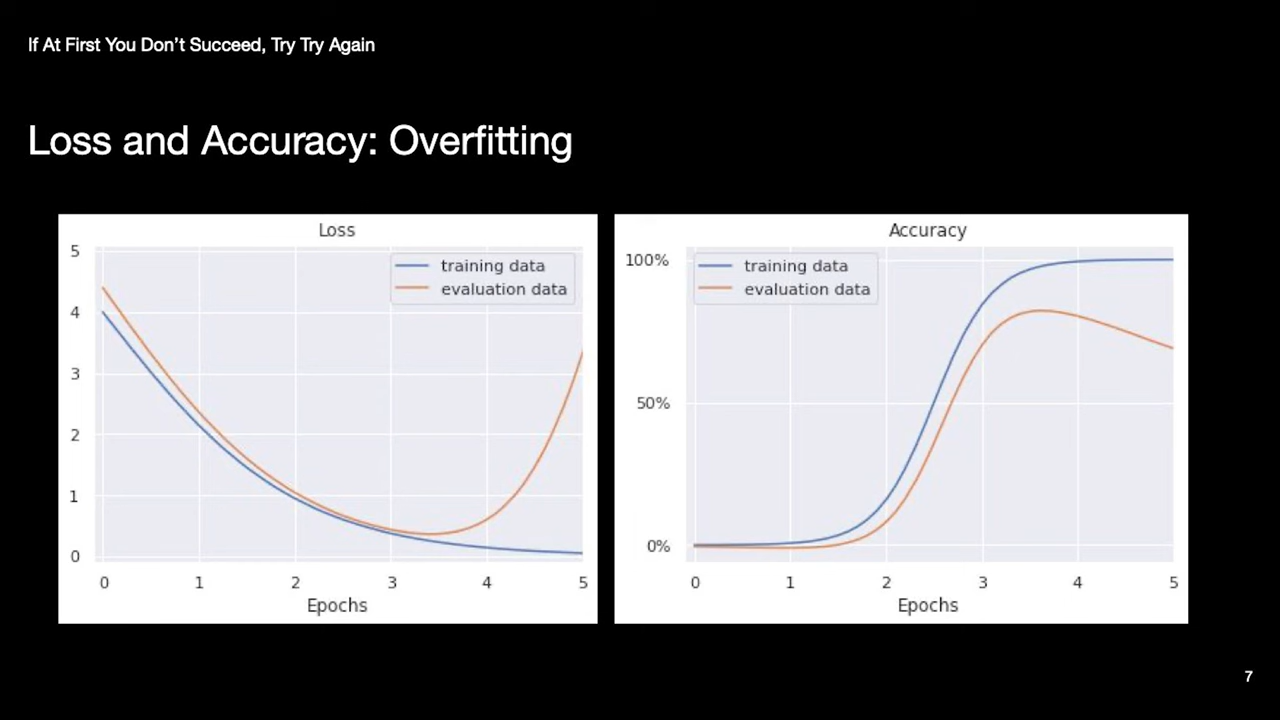 If At First You Don’t Succeed, Try Try Again
Loss and Accuracy: Overfitting
Loss
5
4
3
2
1
0
training data
evaluation data
0 1 2 3 4 5
Epochs
Accuracy
100%
50%
0%
training data
evaluation data
0 1 2 3 4 5
Epochs
7